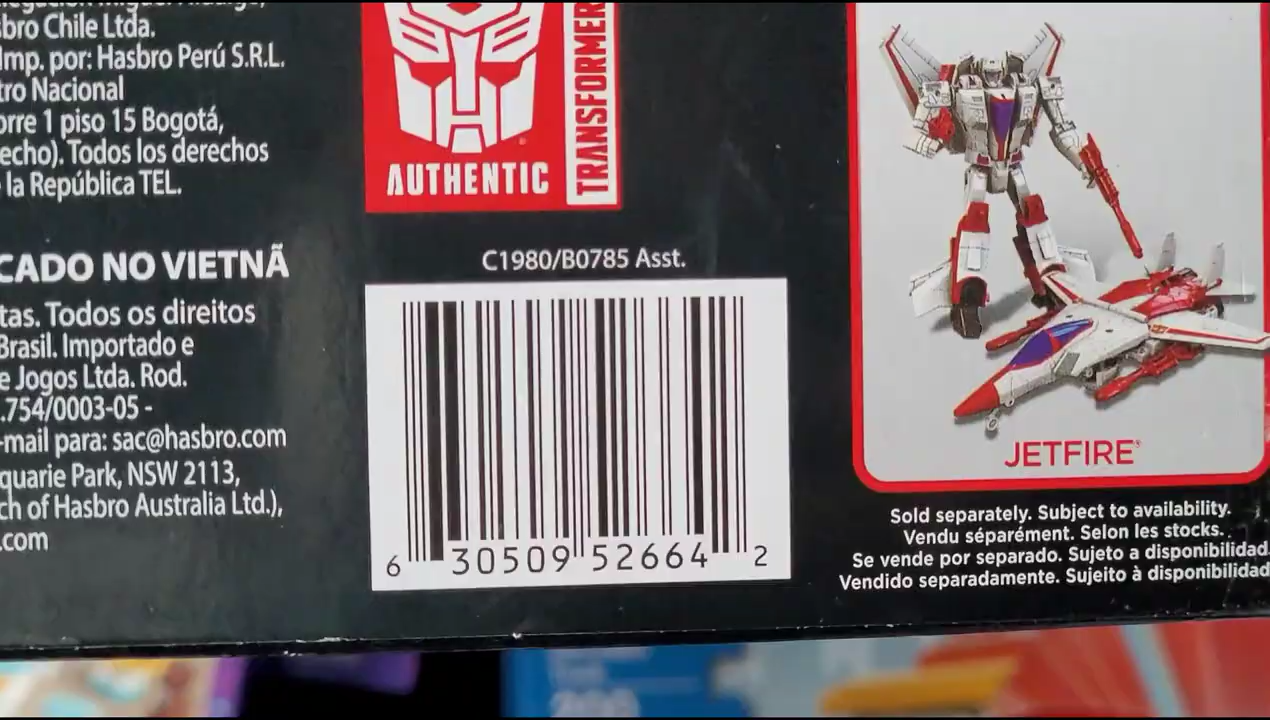 sbro Chile Ltda.
Imp. por: Hasbro Perú S.R.L.
tro Nacional
orre 1 piso 15 Bogotá,
echo). Todos los derechos
la República TEL.
CADO NO VIETNÃ
tas. Todos os direitos
Brasil. Importado e
e Jogos Ltda. Rod.
.754/0003-05 -
-mail para: sac@hasbro.com
quarie Park, NSW 2113,
ch of Hasbro Australia Ltd.),
.com
AUTHENTIC
TRANSFORMER
C1980/B0785 Asst.
6 30509 52664 2
JETFIRE®
Sold separately. Subject to availability.
Vendu séparément. Selon les stocks.
Se vende por separado. Sujeto a disponibilidad.
Vendido separadamente. Sujeito à disponibilidad